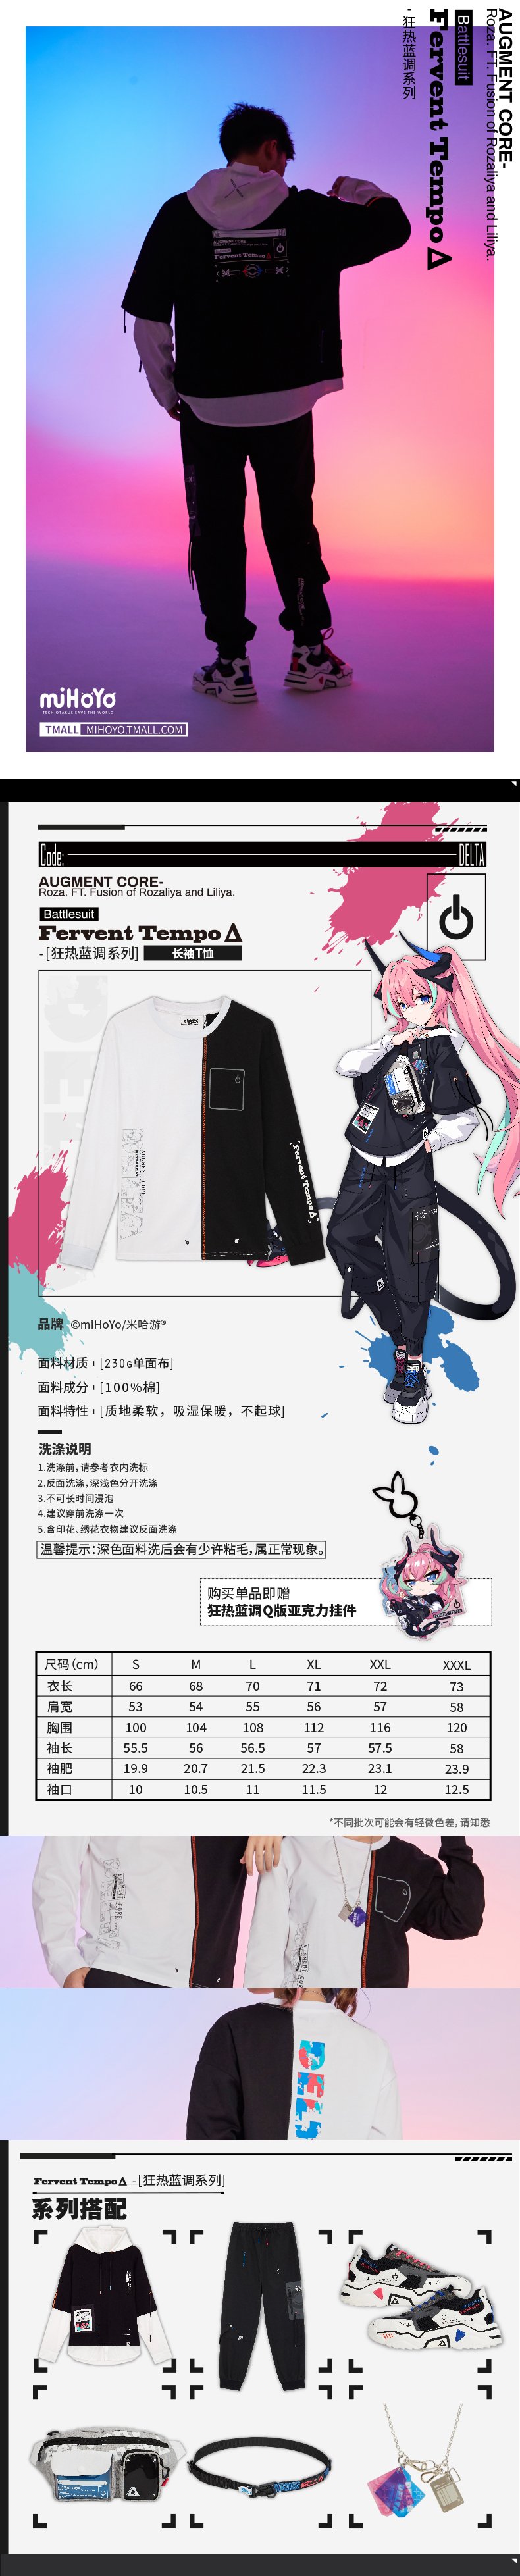 AUGMENT CORE-
Roza. FT. Fusion of Rozaliya and Liliya.
Battlesuit
Fervent Tempo
- 狂热蓝调系列
AUGMENT CORE-
Fervent Tempo
miHoYo
TECH OTAKUS SAVE THE WORLD
TMALL MIHOYO.TMALL.COM
Code: DELTA
AUGMENT CORE-
Roza. FT. Fusion of Rozaliya and Liliya.
Battlesuit
Fervent Tempo
-[狂热蓝调系列] 长袖T恤
AUGMENT CORE
Fervent Tempo
品牌 ©miHoYo/米哈游®
面料材质 [230g单面布]
面料成分 [100%棉]
面料特性 [质地柔软，吸湿保暖，不起球]
洗涤说明
1.洗涤前,请参考衣内洗标
2.反面洗涤,深浅色分开洗涤
3.不可长时间浸泡
4.建议穿前洗涤一次
5.含印花、绣花衣物建议反面洗涤
温馨提示:深色面料洗后会有少许粘毛,属正常现象。
购买单品即赠
狂热蓝调Q版亚克力挂件
尺码(cm) S M L XL XXL XXXL
衣长 66 68 70 71 72 73
肩宽 53 54 55 56 57 58
胸围 100 104 108 112 116 120
袖长 55.5 56 56.5 57 57.5 58
袖肥 19.9 20.7 21.5 22.3 23.1 23.9
袖口 10 10.5 11 11.5 12 12.5
*不同批次可能会有轻微色差,请知悉
AUGMENT CORE
DEL
Fervent Tempo -[狂热蓝调系列]
系列搭配